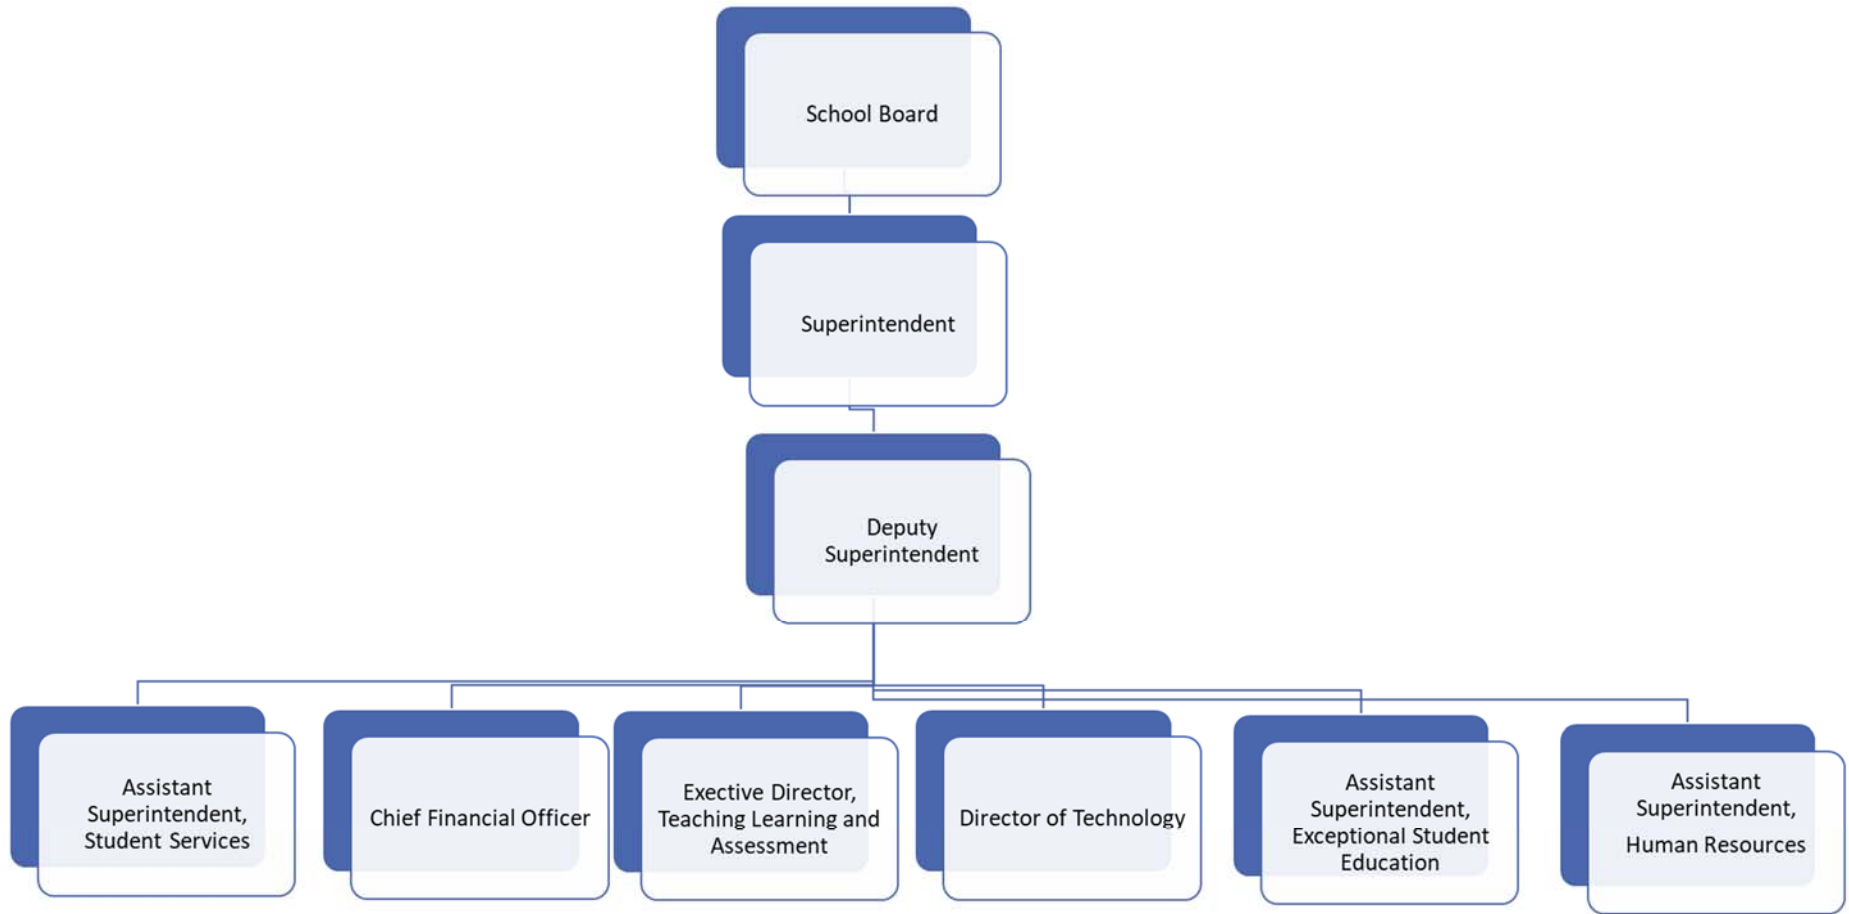 School Board
Superintendent
Deputy
Superintendent
Assistant
Superintendent,
Student Services
Chief Financial Officer
Exective Director,
Teaching Learning and
Assessment
Director of Technology
Assistant
Superintendent,
Exceptional Student
Education
Assistant
Superintendent,
Human Resources